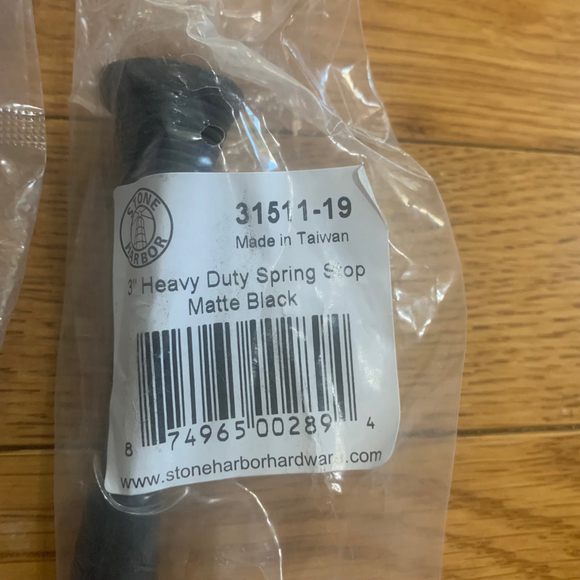 STONE
HARBOR
31511-19
Made in Taiwan
3" Heavy Duty Spring Stop
Matte Black
8 74965 00289 4
www.stoneharborhardware.com